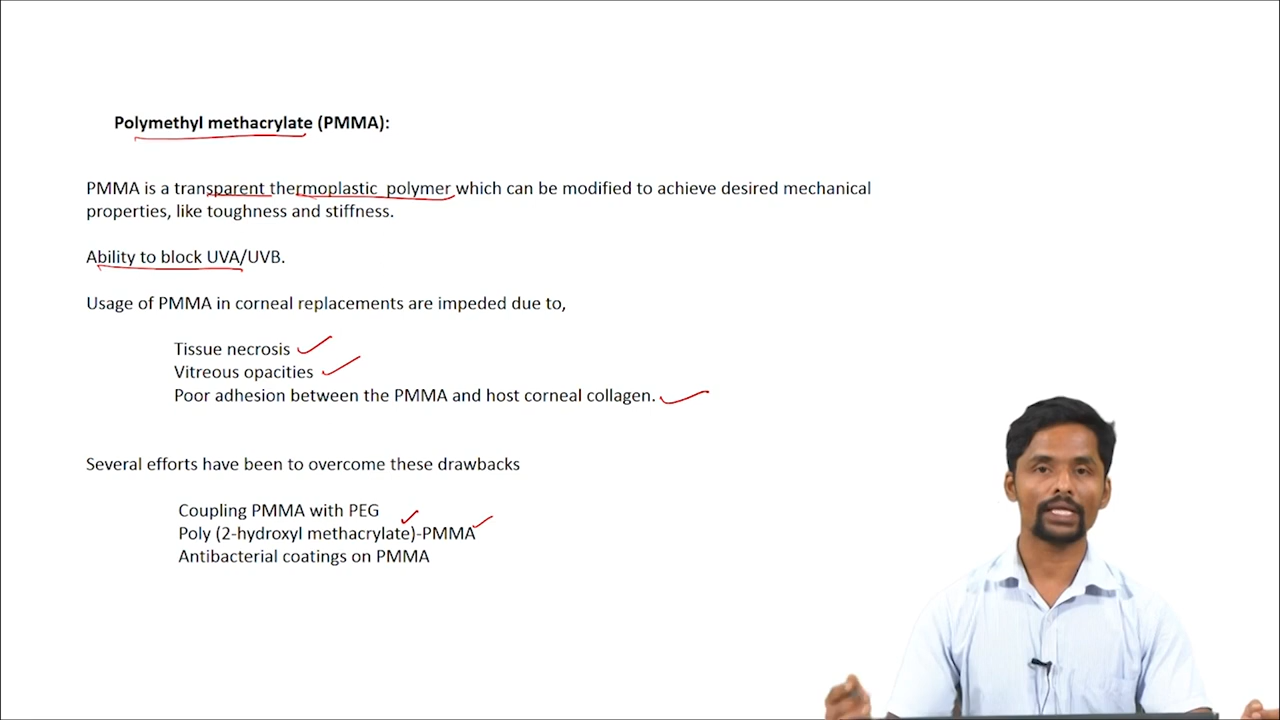 Polymethyl methacrylate (PMMA):
PMMA is a transparent thermoplastic polymer which can be modified to achieve desired mechanical
properties, like toughness and stiffness.
Ability to block UVA/UVB.
Usage of PMMA in corneal replacements are impeded due to,
Tissue necrosis
Vitreous opacities
Poor adhesion between the PMMA and host corneal collagen.
Several efforts have been to overcome these drawbacks
Coupling PMMA with PEG
Poly (2-hydroxyl methacrylate)-PMMA
Antibacterial coatings on PMMA